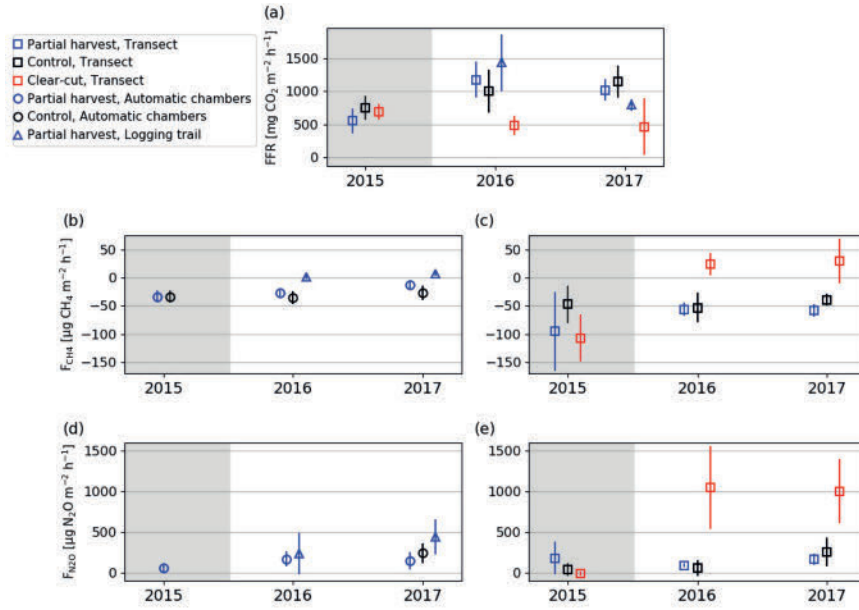 (a)
Partial harvest, Transect
Control, Transect
Clear-cut, Transect
Partial harvest, Automatic chambers
Control, Automatic chambers
Partial harvest, Logging trail
FFR [mg CO₂ m⁻² h⁻¹]
1500
1000
500
0
2015 2016 2017
(b)
F_CH4 [µg CH₄ m⁻² h⁻¹]
50
0
−50
−100
−150
2015 2016 2017
(c)
50
0
−50
−100
−150
2015 2016 2017
(d)
F_N2O [µg N₂O m⁻² h⁻¹]
1500
1000
500
0
2015 2016 2017
(e)
1500
1000
500
0
2015 2016 2017